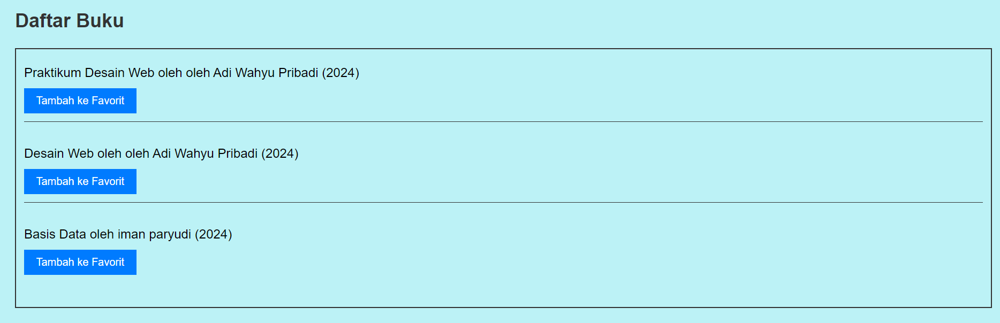 Daftar Buku
Praktikum Desain Web oleh oleh Adi Wahyu Pribadi (2024)
Tambah ke Favorit
Desain Web oleh oleh Adi Wahyu Pribadi (2024)
Tambah ke Favorit
Basis Data oleh iman paryudi (2024)
Tambah ke Favorit